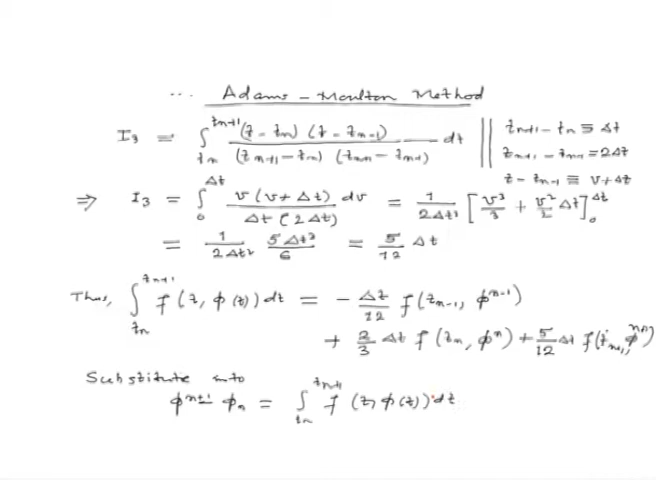 ... Adams - Moulton Method
I₃ = ∫_{tₙ}^{tₙ₊₁} (t - tₙ) (t - tₙ₋₁) / (tₙ₊₁ - tₙ) (tₙ₊₁ - tₙ₋₁) dt || tₙ₊₁ - tₙ ≡ Δt
tₙ₊₁ - tₙ₋₁ = 2Δt
t - tₙ₋₁ ≡ v + Δt
⇒ I₃ = ∫_0^{Δt} v (v + Δt) dv / Δt (2Δt) = 1/2Δt² [v³/3 + v²/2 Δt]_0^{Δt}
= 1/2Δt² 5Δt³/6 = 5/12 Δt
Thus, ∫_{tₙ}^{tₙ₊₁} f (t, φ(t)) dt = - Δt/12 f(tₙ₋₁, φⁿ⁻¹)
+ 2/3 Δt f (tₙ, φⁿ) + 5/12 Δt f(tₙ₊₁, φⁿ⁺¹)
Substitute into
φⁿ⁺¹ - φₙ = ∫_{tₙ}^{tₙ₊₁} f (t, φ(t)) dt